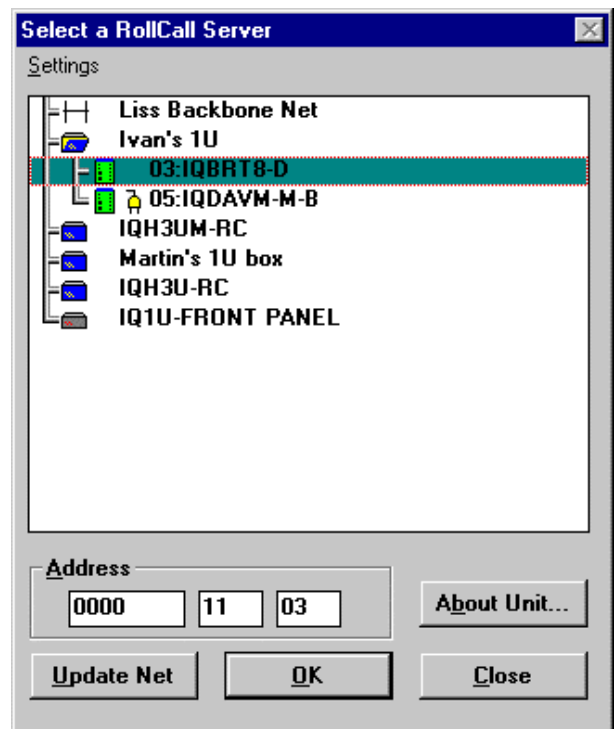 Select a RollCall Server
Settings
Liss Backbone Net
Ivan's 1U
03:IQBRT8-D
05:IQDAVM-M-B
IQH3UM-RC
Martin's 1U box
IQH3U-RC
IQ1U-FRONT PANEL
Address
0000 11 03
About Unit...
Update Net OK Close